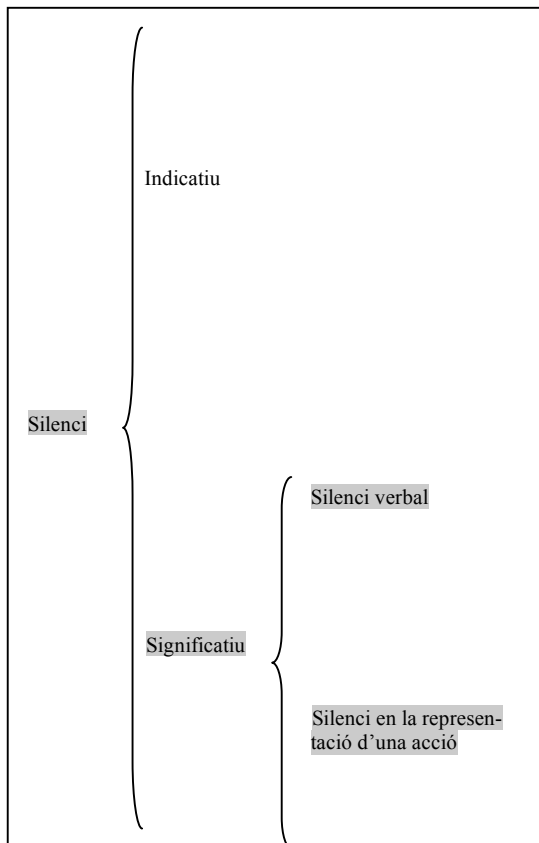 Indicatiu
Silenci
Silenci verbal
Significatiu
Silenci en la represen-
tació d’una acció